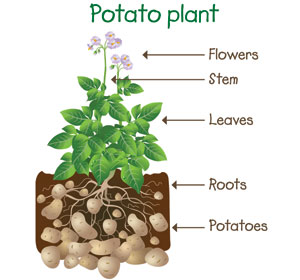 Potato plant
Flowers
Stem
Leaves
Roots
Potatoes